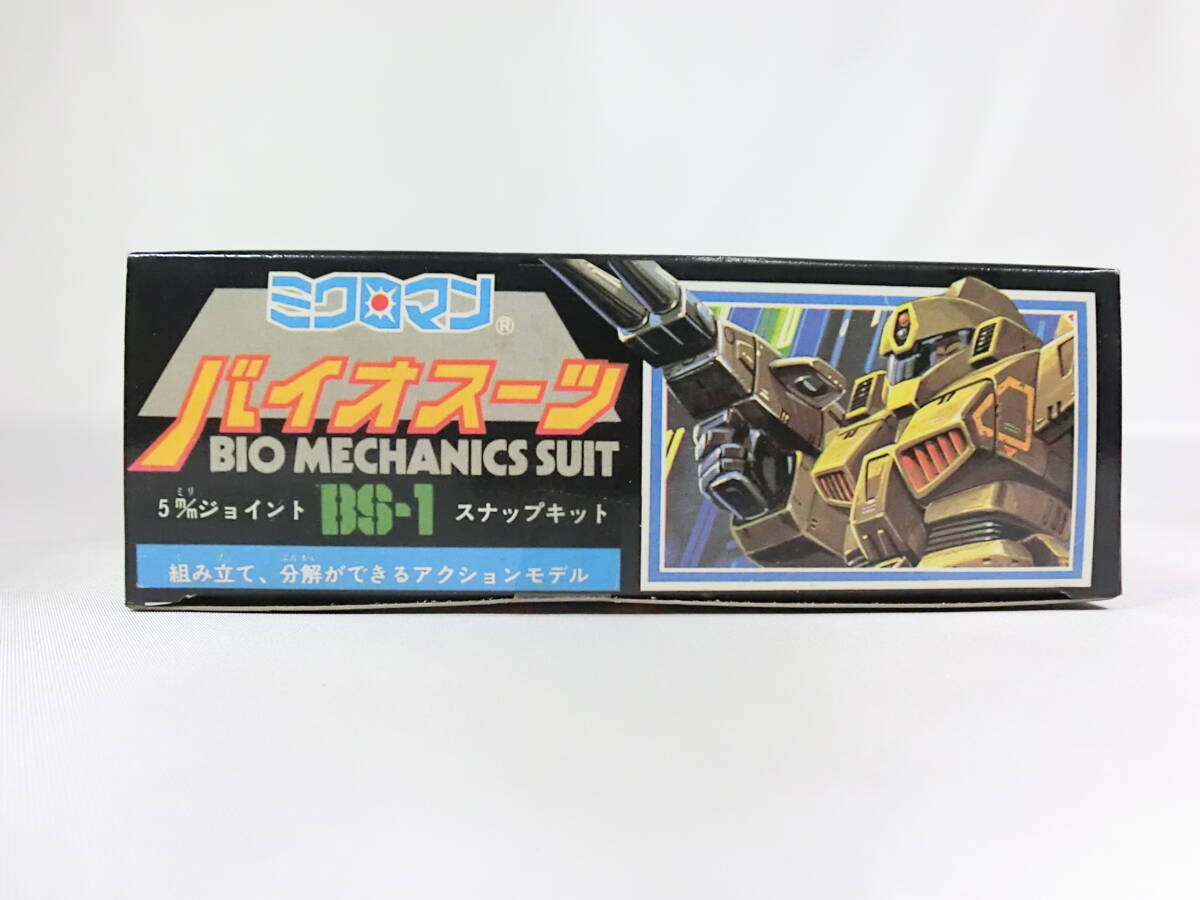 ミクロマン®
バイオスーツ
BIO MECHANICS SUIT
5㎜ジョイント BS-1 スナップキット
組み立て、分解ができるアクションモデル